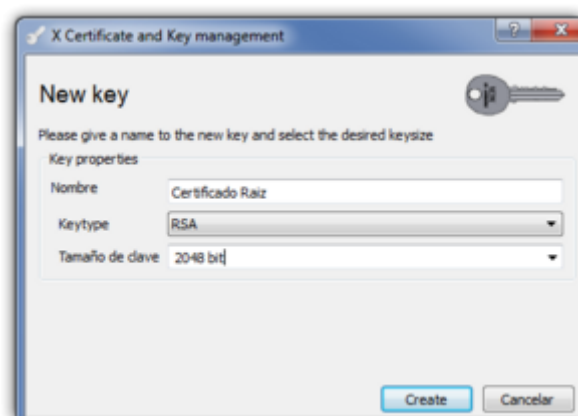 X Certificate and Key management
New key
Please give a name to the new key and select the desired keysize
Key properties
Nombre Certificado Raiz
Keytype RSA
Tamaño de clave 2048 bit
Create Cancelar